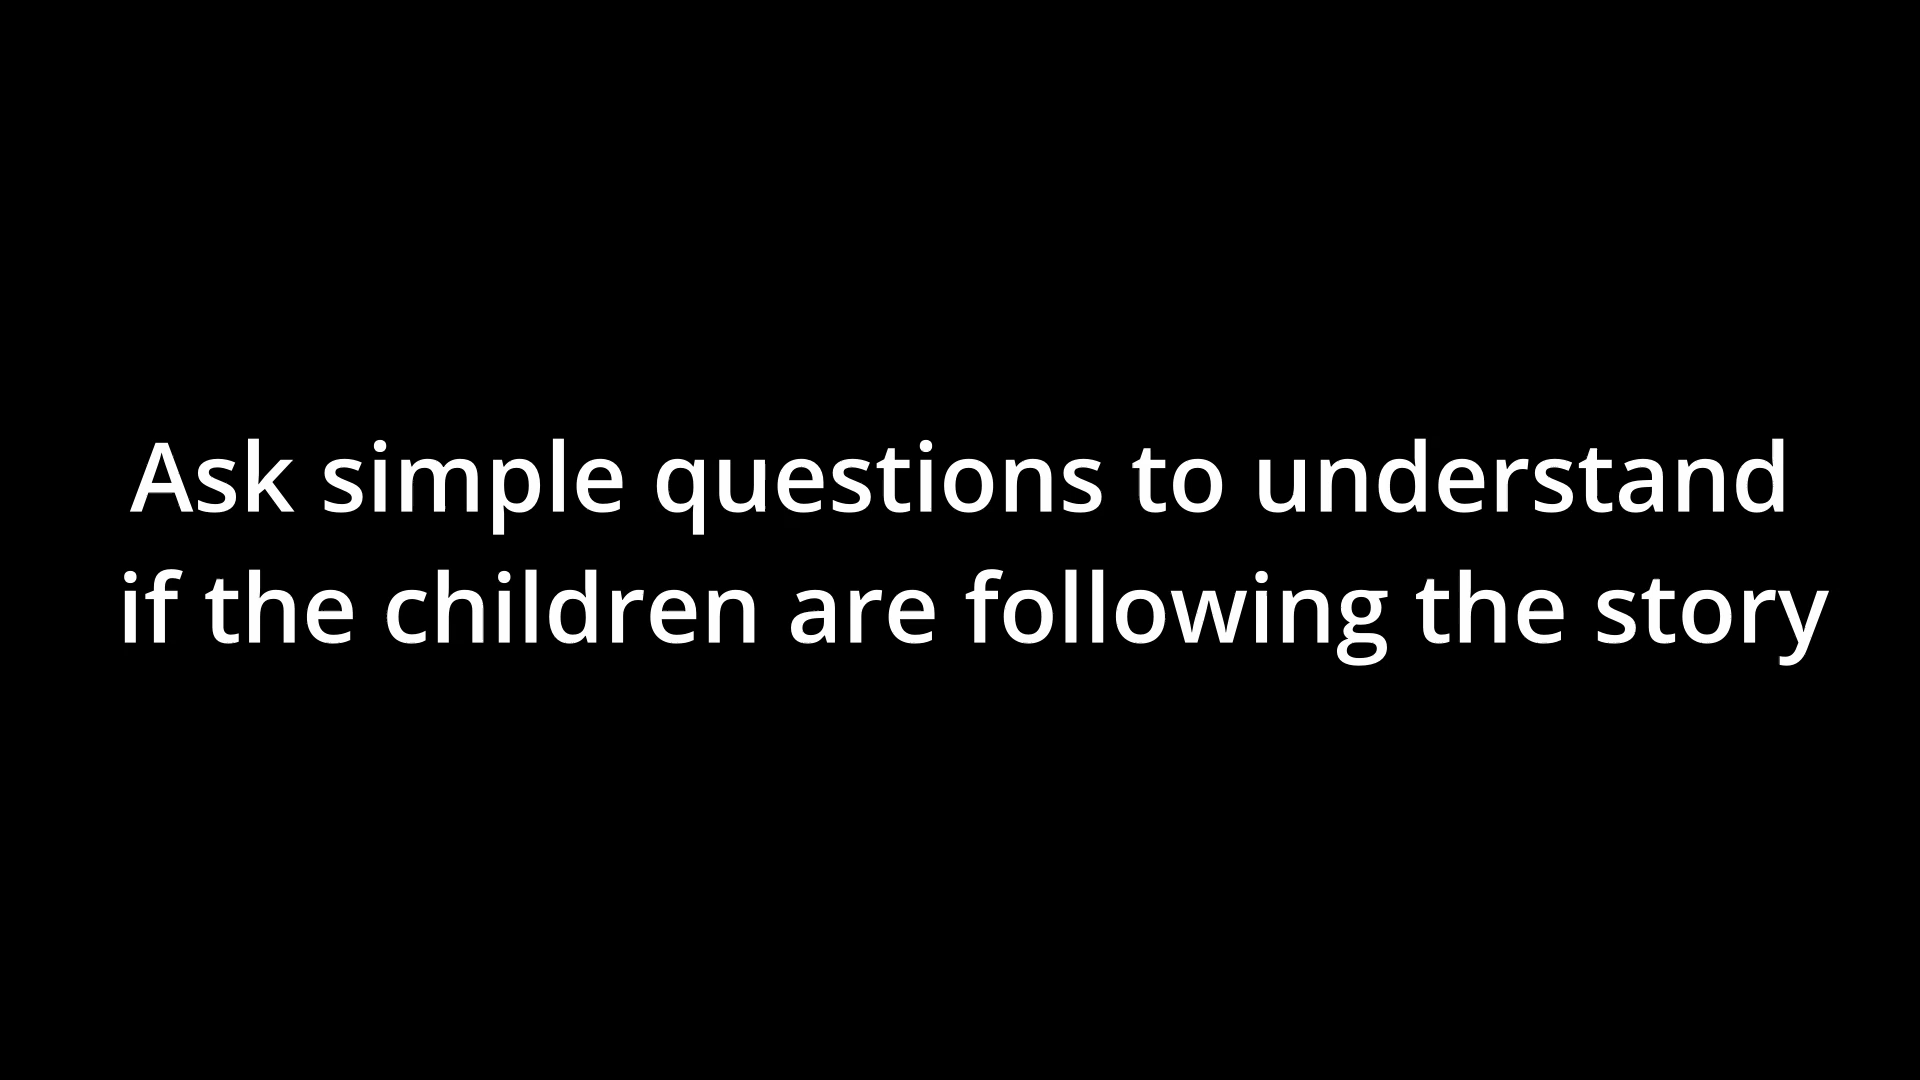 Ask simple questions to understand
if the children are following the story